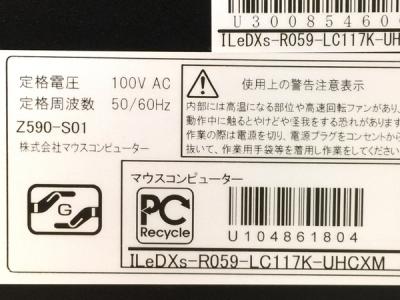 U300854600
ILeDXs-R059-LC117K-UH
定格電圧 100V AC
定格周波数 50/60Hz
Z590-S01
株式会社マウスコンピューター
使用上の警告注意表示
内部には高温になる部位や高速回転ファンがあり、
動作中に触るとやけどや怪我をする恐れがあります
作業の際は電源を切り、電源プラグをコンセントから
抜いて、作業用手袋等を着用し作業をしてください
G
マウスコンピューター
PC
Recycle
U104861804
ILeDXs-R059-LC117K-UHCXM